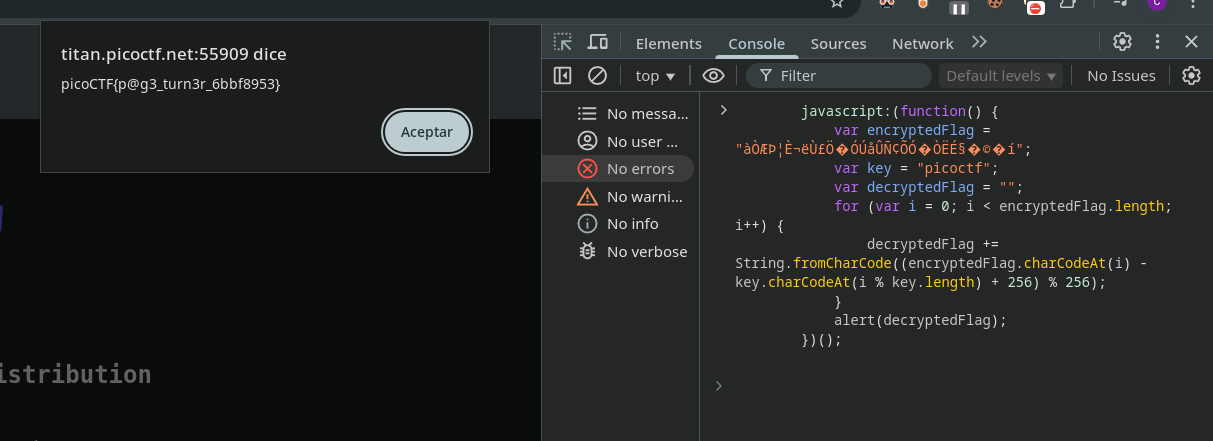 titan.picoctf.net:55909 dice
picoCTF{p@g3_turn3r_6bbf8953}
Aceptar
istribution
Elements Console Sources Network
top Filter Default levels No Issues
No messa...
No user ...
No errors
No warni...
No info
No verbose
javascript:(function() {
var encryptedFlag =
"àÒÆÞ¦È¬ëÙ£Ö�ÓÚåÛÑ¢ÕÓ�ÒËÉ§�©�í";
var key = "picoctf";
var decryptedFlag = "";
for (var i = 0; i < encryptedFlag.length;
i++) {
decryptedFlag +=
String.fromCharCode((encryptedFlag.charCodeAt(i) -
key.charCodeAt(i % key.length) + 256) % 256);
}
alert(decryptedFlag);
})();